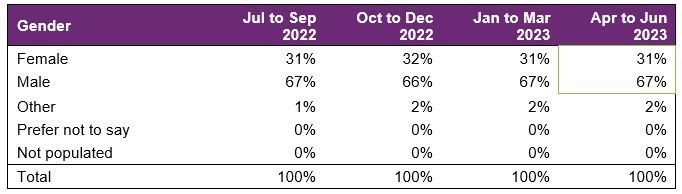 Gender Jul to Sep 2022 Oct to Dec 2022 Jan to Mar 2023 Apr to Jun 2023
Female 31% 32% 31% 31%
Male 67% 66% 67% 67%
Other 1% 2% 2% 2%
Prefer not to say 0% 0% 0% 0%
Not populated 0% 0% 0% 0%
Total 100% 100% 100% 100%